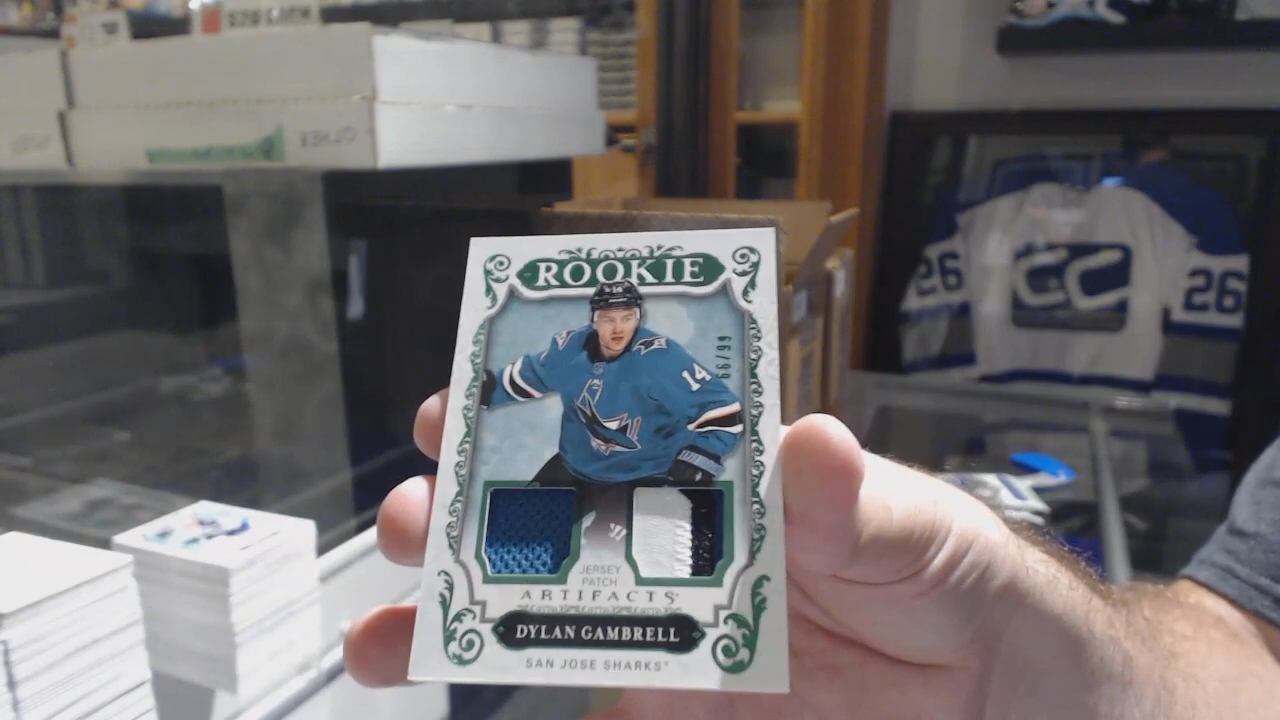 ROOKIE
14
66/99
JERSEY
PATCH
ARTIFACTS
DYLAN GAMBRELL
SAN JOSE SHARKS
26
26